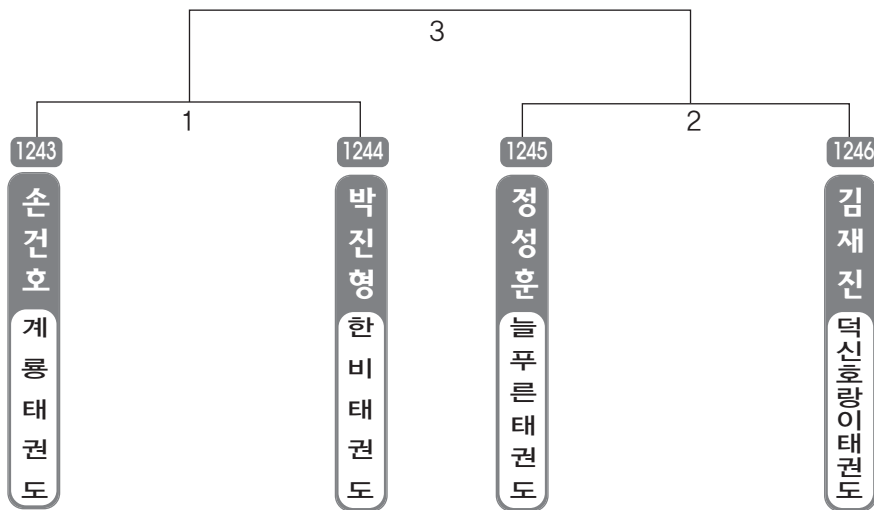 3
1
2
1243
1244
1245
1246
손건호
박진형
정성훈
김재진
계룡태권도
한비태권도
늘푸른태권도
덕신호랑이태권도